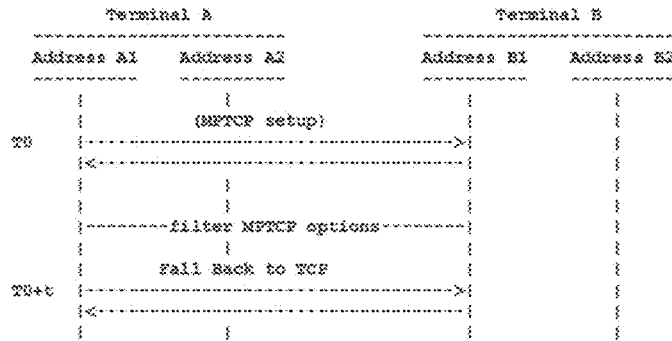 Terminal A Terminal B
Address A1 Address A2 Address B1 Address B2
(MPTCP setup)
T0
filter MPTCP options
Fall Back to TCP
T0+t